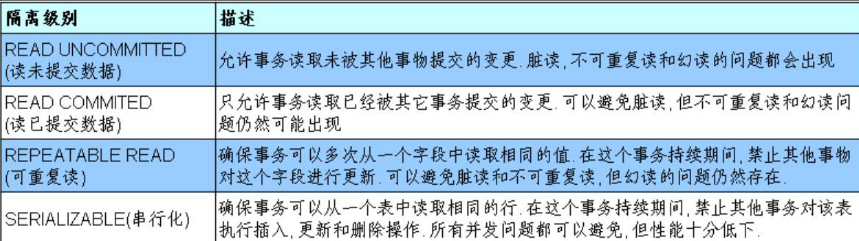 隔离级别 描述
READ UNCOMMITTED
(读未提交数据)
允许事务读取未被其他事物提交的变更.脏读,不可重复读和幻读的问题都会出现
READ COMMITED
(读已提交数据)
只允许事务读取已经被其它事务提交的变更.可以避免脏读,但不可重复读和幻读问
题仍然可能出现
REPEATABLE READ
(可重复读)
确保事务可以多次从一个字段中读取相同的值.在这个事务持续期间,禁止其他事物
对这个字段进行更新.可以避免脏读和不可重复读,但幻读的问题仍然存在.
SERIALIZABLE(串行化)
确保事务可以从一个表中读取相同的行.在这个事务持续期间,禁止其他事务对该表
执行插入,更新和删除操作.所有并发问题都可以避免,但性能十分低下.